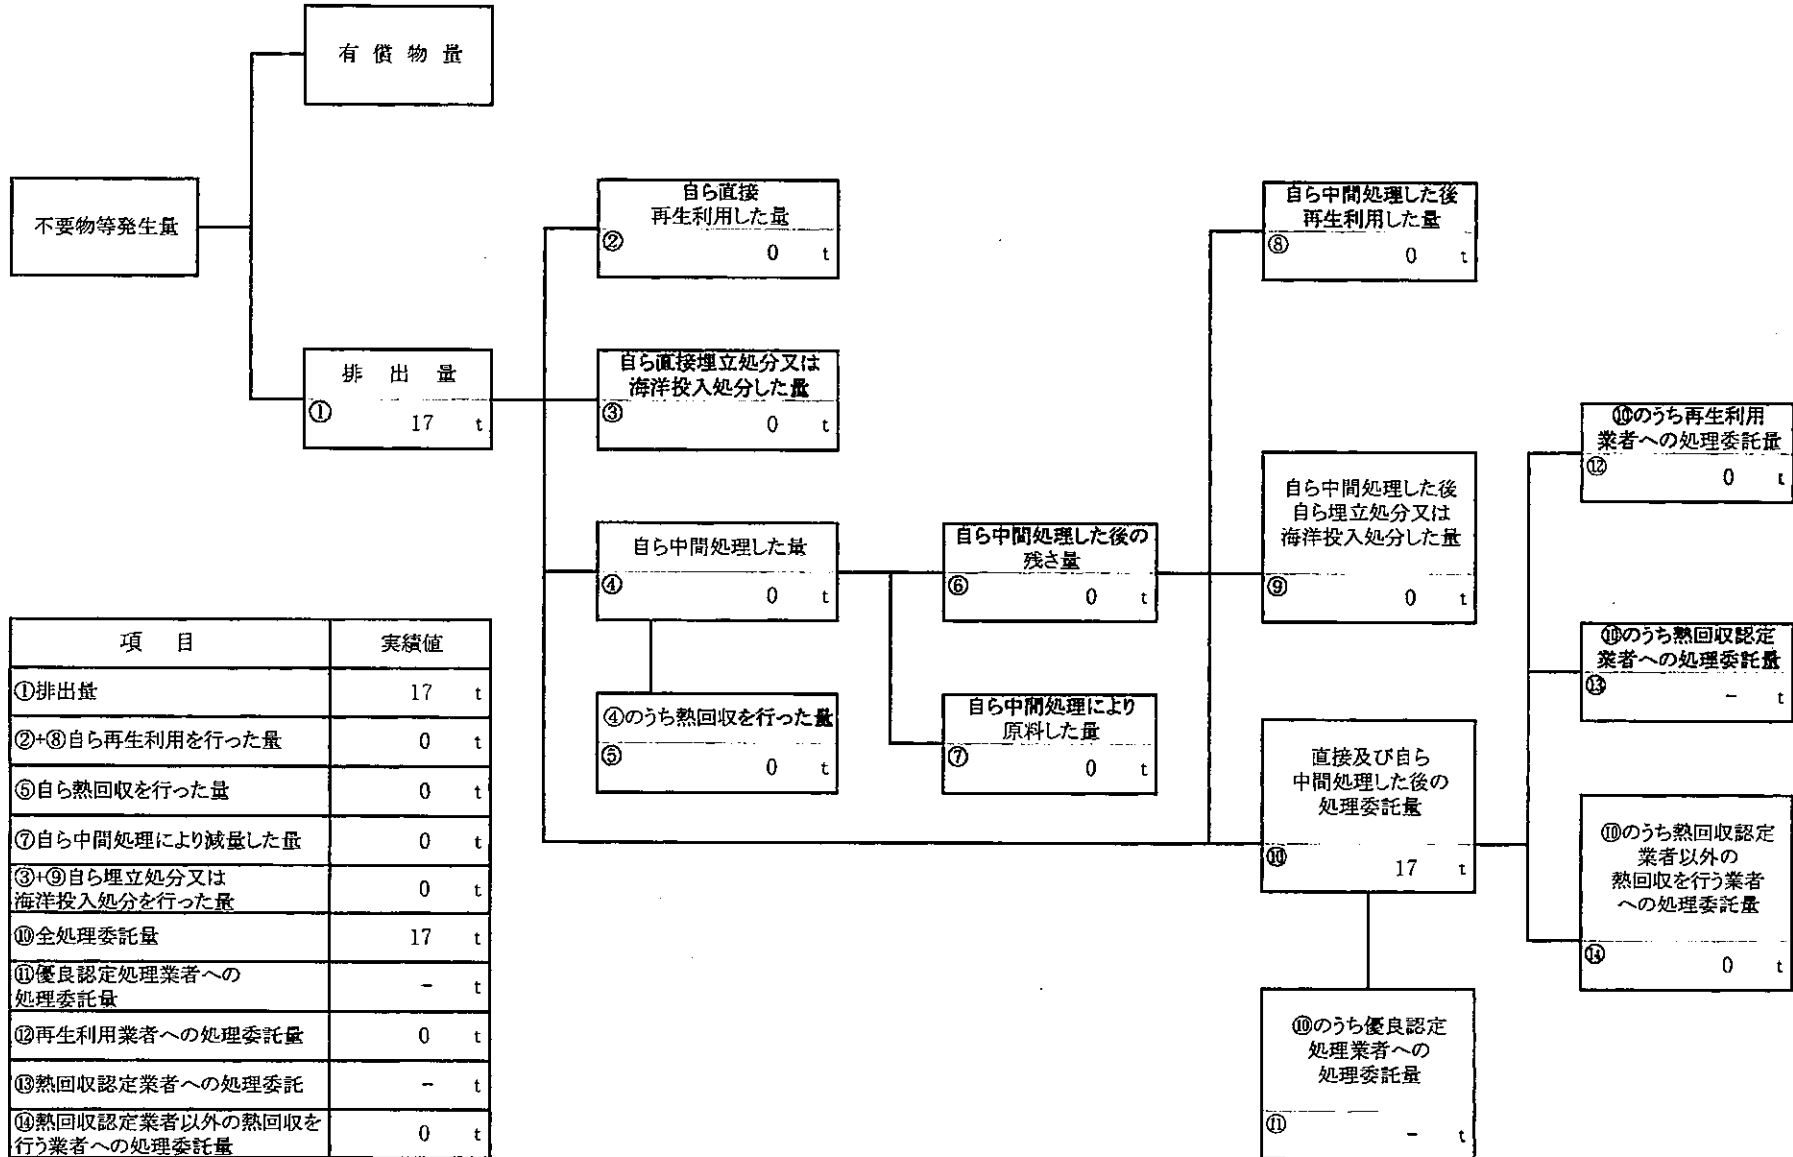 有 償 物 量
不要物等発生量
排 出 量
①
17 t
自ら直接
再生利用した量
②
0 t
自ら直接埋立処分又は
海洋投入処分した量
③
0 t
自ら中間処理した量
④
0 t
④のうち熱回収を行った量
⑤
0 t
自ら中間処理した後の
残さ量
⑥
0 t
自ら中間処理により
原料した量
⑦
0 t
自ら中間処理した後
再生利用した量
⑧
0 t
自ら中間処理した後
自ら埋立処分又は
海洋投入処分した量
⑨
0 t
直接及び自ら
中間処理した後の
処理委託量
⑩
17 t
⑩のうち優良認定
処理業者への
処理委託量
⑪
- t
⑩のうち再生利用
業者への処理委託量
⑫
0 t
⑩のうち熱回収認定
業者への処理委託量
⑬
- t
⑩のうち熱回収認定
業者以外の
熱回収を行う業者
への処理委託量
⑭
0 t
項 目 実績値
①排出量 17 t
②+⑧自ら再生利用を行った量 0 t
⑤自ら熱回収を行った量 0 t
⑦自ら中間処理により減量した量 0 t
③+⑨自ら埋立処分又は
海洋投入処分を行った量 0 t
⑩全処理委託量 17 t
⑪優良認定処理業者への
処理委託量 - t
⑫再生利用業者への処理委託量 0 t
⑬熱回収認定業者への処理委託 - t
⑭熱回収認定業者以外の熱回収を
行う業者への処理委託量 0 t